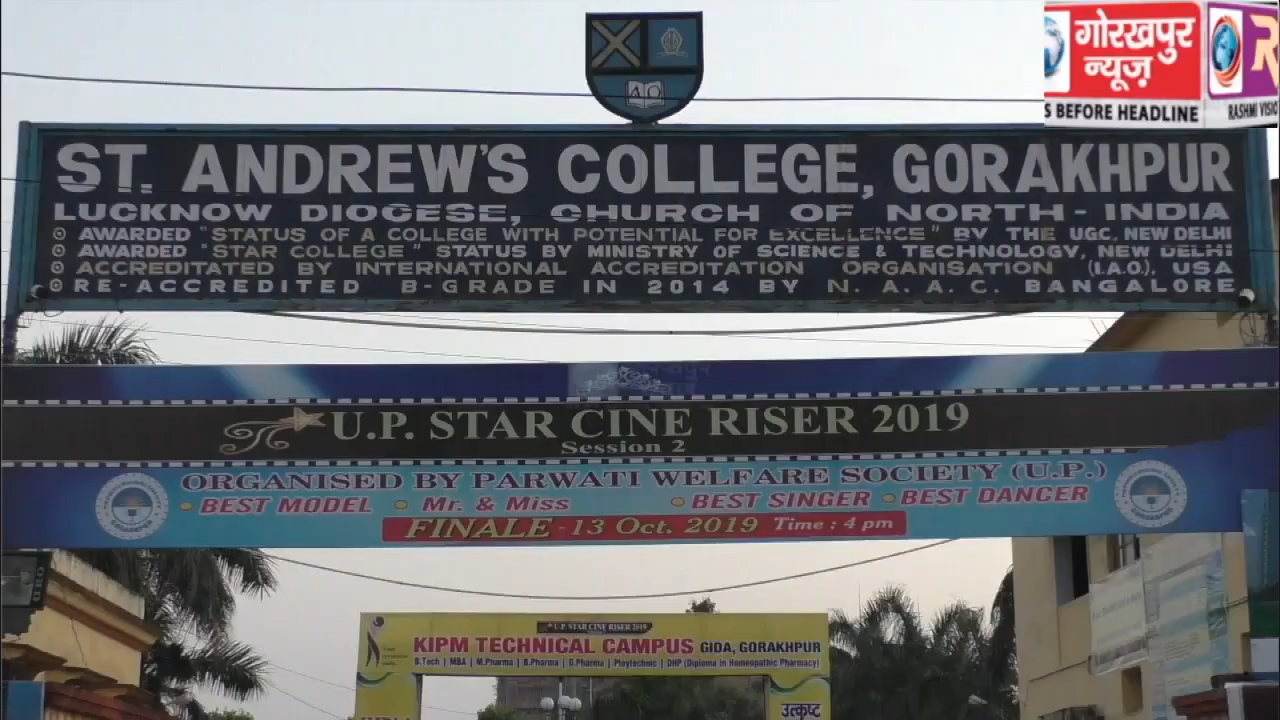 गोरखपुर
न्यूज़
S BEFORE HEADLINE
R
RASHMI VISIO
ΑΩ
ST. ANDREW'S COLLEGE, GORAKHPUR
LUCKNOW DIOCESE, CHURCH OF NORTH - INDIA
AWARDED "STATUS OF A COLLEGE WITH POTENTIAL FOR EXCELLENCE" BY THE UGC, NEW DELHI
AWARDED "STAR COLLEGE" STATUS BY MINISTRY OF SCIENCE & TECHNOLOGY, NEW DELHI
ACCREDITATED BY INTERNATIONAL ACCREDITATION ORGANISATION (I.A.O). USA
RE-ACCREDITED B-GRADE IN 2014 BY N. A. A. C. BANGALORE
U.P. STAR CINE RISER 2019
Session 2
ORGANISED BY PARWATI WELFARE SOCIETY (U.P.)
BEST MODEL Mr. & Miss BEST SINGER BEST DANCER
FINALE - 13 Oct. 2019 Time : 4 pm
U.P. STAR CINE RISER 2019
KIPM TECHNICAL CAMPUS GIDA, GORAKHPUR
B.Tech | MBA | M.Pharma | B.Pharma | D.Pharma | Ploytechnic | DHP (Diploma in Homeopathic Pharmacy)
उत्कृष्ट